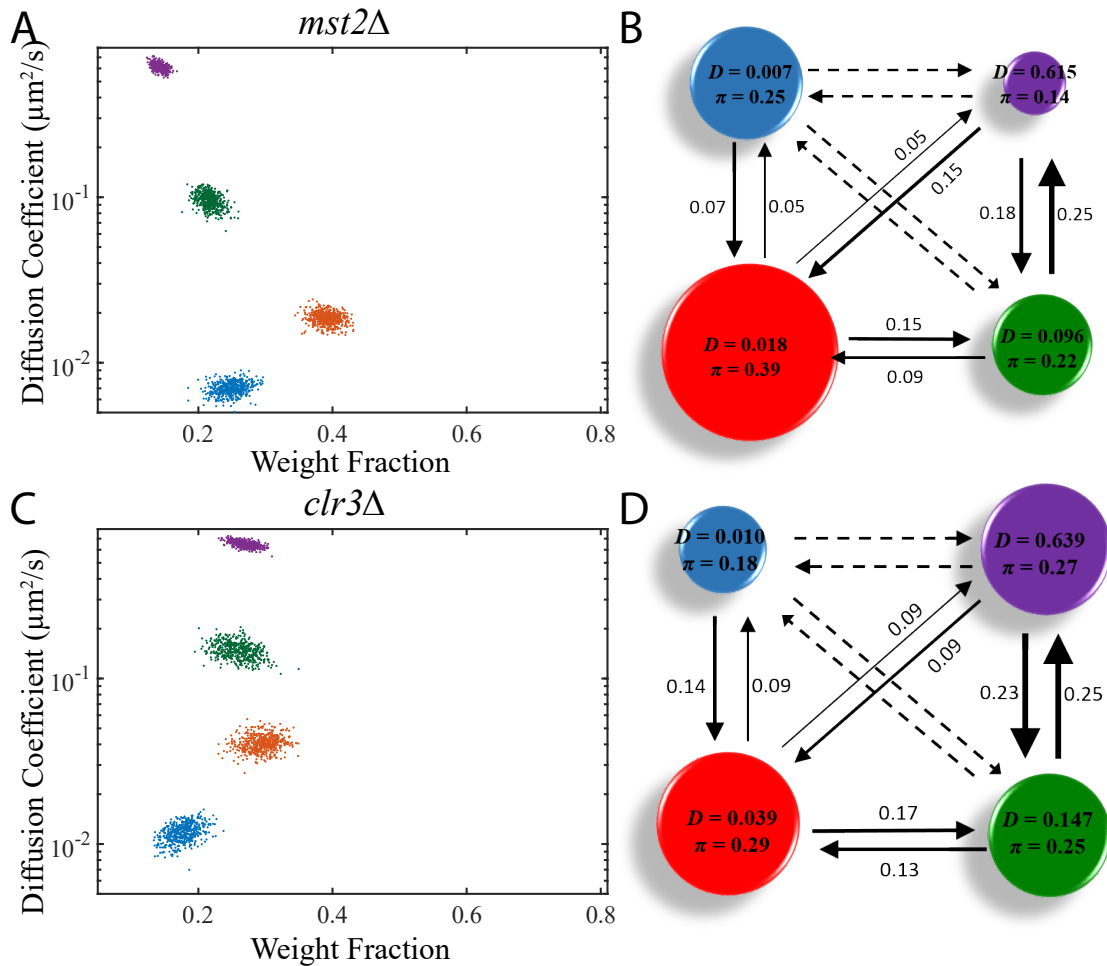 A
mst2Δ
Diffusion Coefficient (μm²/s)
10⁻¹
10⁻²
0.2
0.4
0.6
0.8
Weight Fraction
B
D = 0.007
π = 0.25
D = 0.615
π = 0.14
0.05
0.15
0.07
0.05
0.18
0.25
D = 0.018
π = 0.39
0.15
0.09
D = 0.096
π = 0.22
C
clr3Δ
Diffusion Coefficient (μm²/s)
10⁻¹
10⁻²
0.2
0.4
0.6
0.8
Weight Fraction
D
D = 0.010
π = 0.18
D = 0.639
π = 0.27
0.09
0.09
0.14
0.09
0.23
0.25
D = 0.039
π = 0.29
0.17
0.13
D = 0.147
π = 0.25